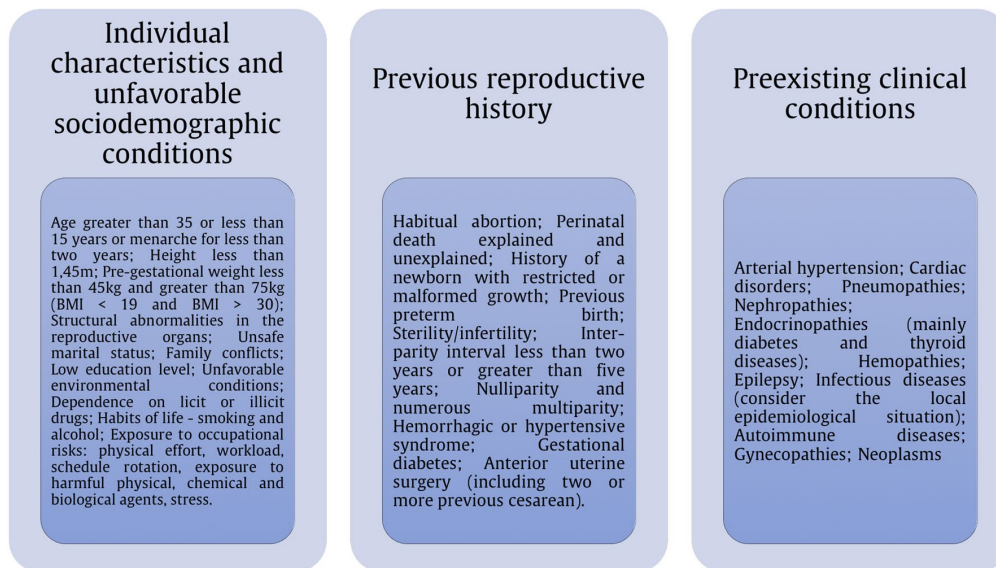 Individual
characteristics and
unfavorable
sociodemographic
conditions
Age greater than 35 or less than
15 years or menarche for less than
two years; Height less than
1,45m; Pre-gestational weight less
than 45kg and greater than 75kg
(BMI < 19 and BMI > 30);
Structural abnormalities in the
reproductive organs; Unsafe
marital status; Family conflicts;
Low education level; Unfavorable
environmental conditions;
Dependence on licit or illicit
drugs; Habits of life - smoking and
alcohol; Exposure to occupational
risks: physical effort, workload,
schedule rotation, exposure to
harmful physical, chemical and
biological agents, stress.
Previous reproductive
history
Habitual abortion; Perinatal
death explained and
unexplained; History of a
newborn with restricted or
malformed growth; Previous
preterm birth;
Sterility/infertility; Inter-
parity interval less than two
years or greater than five
years; Nulliparity and
numerous multiparity;
Hemorrhagic or hypertensive
syndrome; Gestational
diabetes; Anterior uterine
surgery (including two or
more previous cesarean).
Preexisting clinical
conditions
Arterial hypertension; Cardiac
disorders; Pneumopathies;
Nephropathies;
Endocrinopathies (mainly
diabetes and thyroid
diseases); Hemopathies;
Epilepsy; Infectious diseases
(consider the local
epidemiological situation);
Autoimmune diseases;
Gynecopathies; Neoplasms